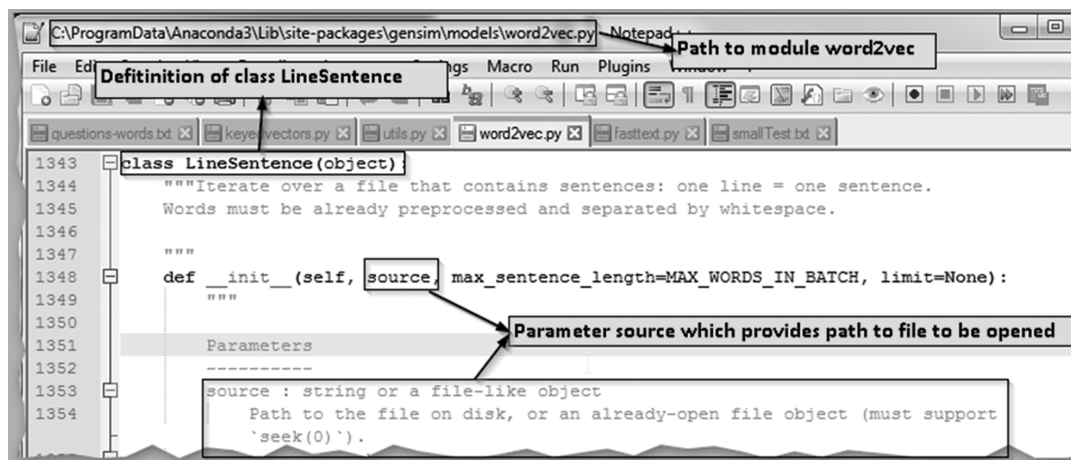 C:\ProgramData\Anaconda3\Lib\site-packages\gensim\models\word2vec.py - Notepad++
Path to module word2vec
File Edi Macro Run Plugins
Defitinition of class LineSentence
questions-words.txt keyedvectors.py utils.py word2vec.py fasttext.py smallTest.txt
1343 class LineSentence(object):
1344 """Iterate over a file that contains sentences: one line = one sentence.
1345 Words must be already preprocessed and separated by whitespace.
1346
1347 """
1348 def __init__(self, source, max_sentence_length=MAX_WORDS_IN_BATCH, limit=None):
1349 """
1350
Parameter source which provides path to file to be opened
1351 Parameters
1352 ----------
1353 source : string or a file-like object
1354 Path to the file on disk, or an already-open file object (must support
`seek(0)`).